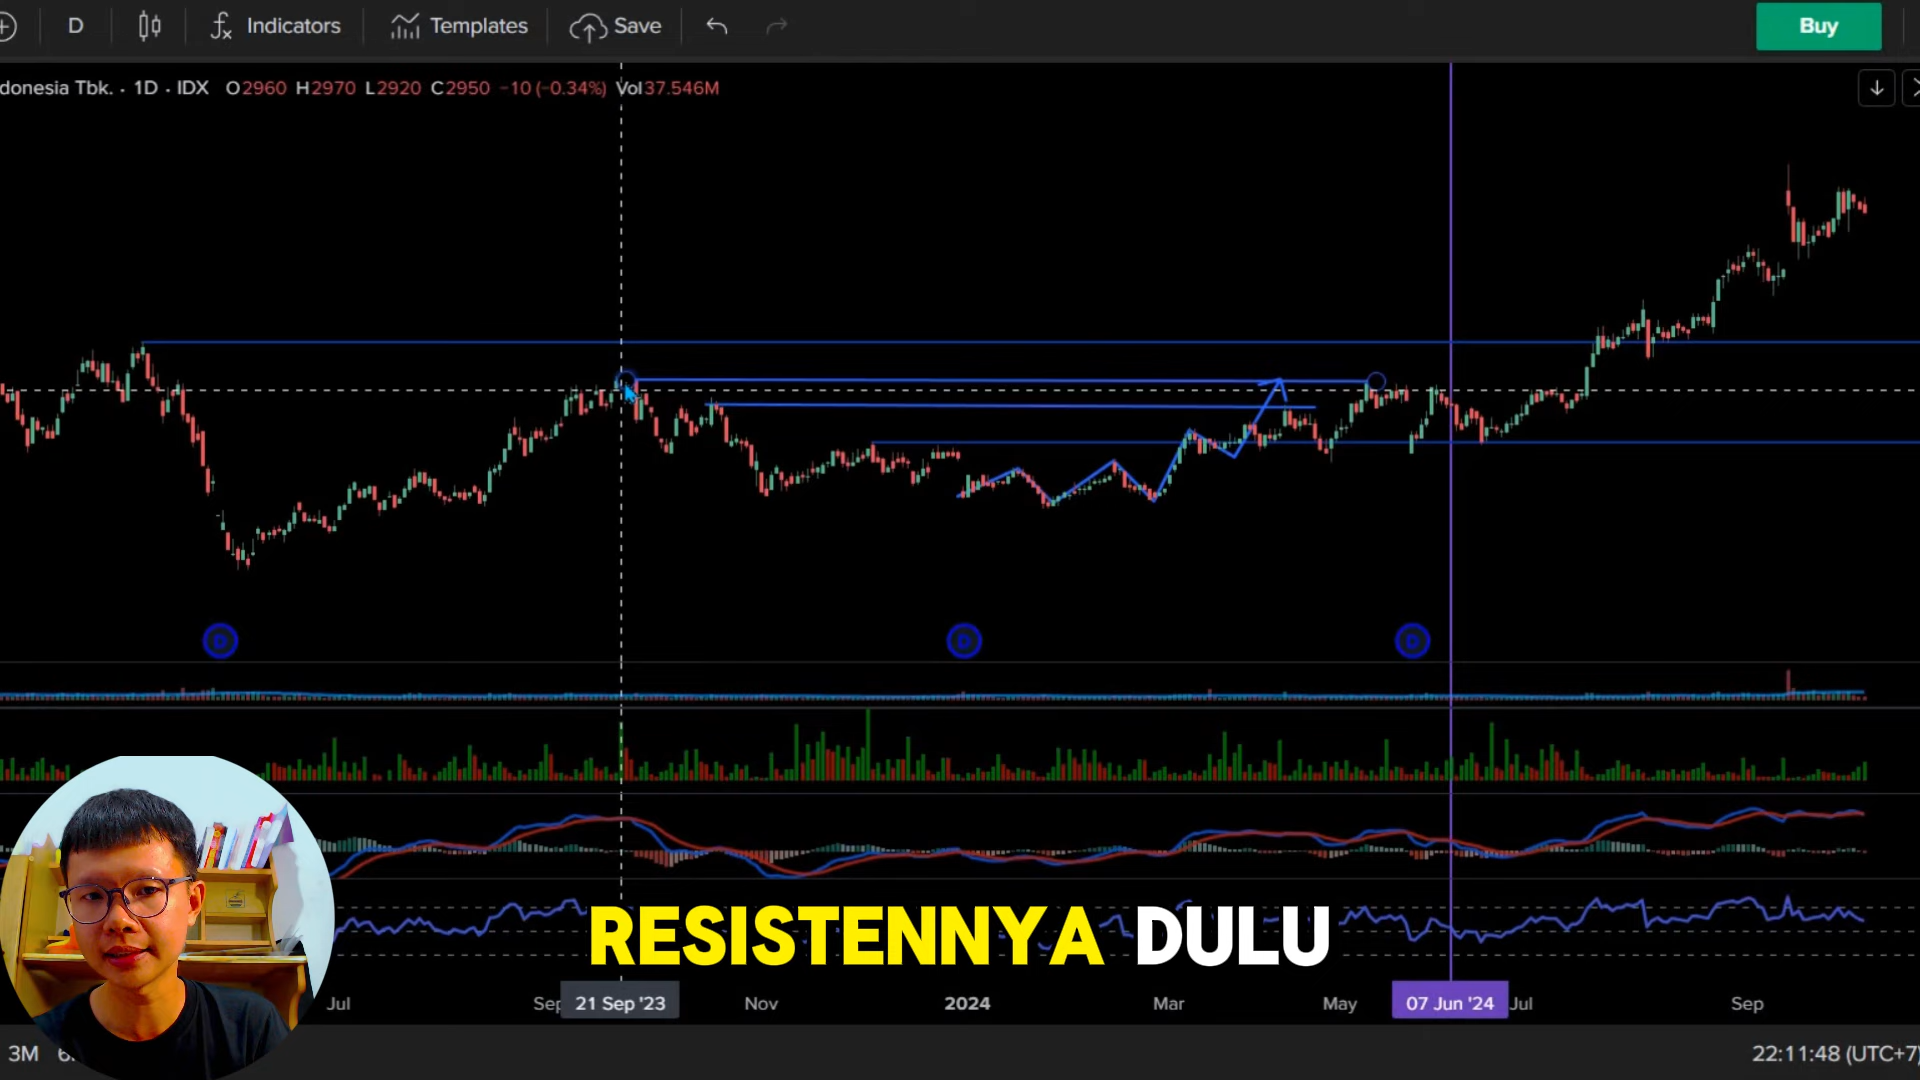 D Indicators Templates Save Buy
donesia Tbk. · 1D · IDX O2960 H2970 L2920 C2950 −10 (−0.34%) Vol37.546M
D D D
RESISTENNYA DULU
Jul Sep 21 Sep '23 Nov 2024 Mar May 07 Jun '24 Jul Sep
3M 22:11:48 (UTC+7)